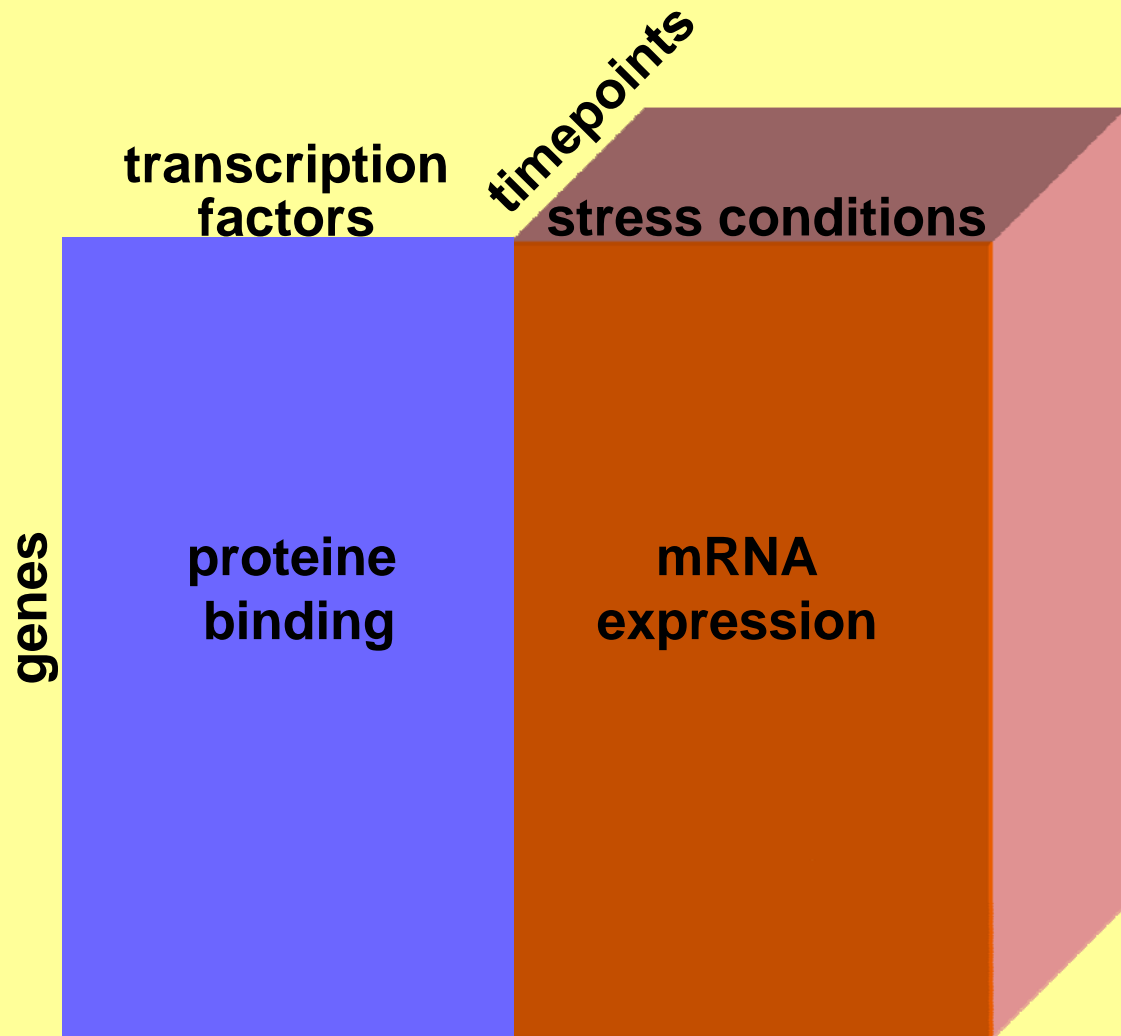 timepoints
transcription
factors
stress conditions
genes
proteine
binding
mRNA
expression